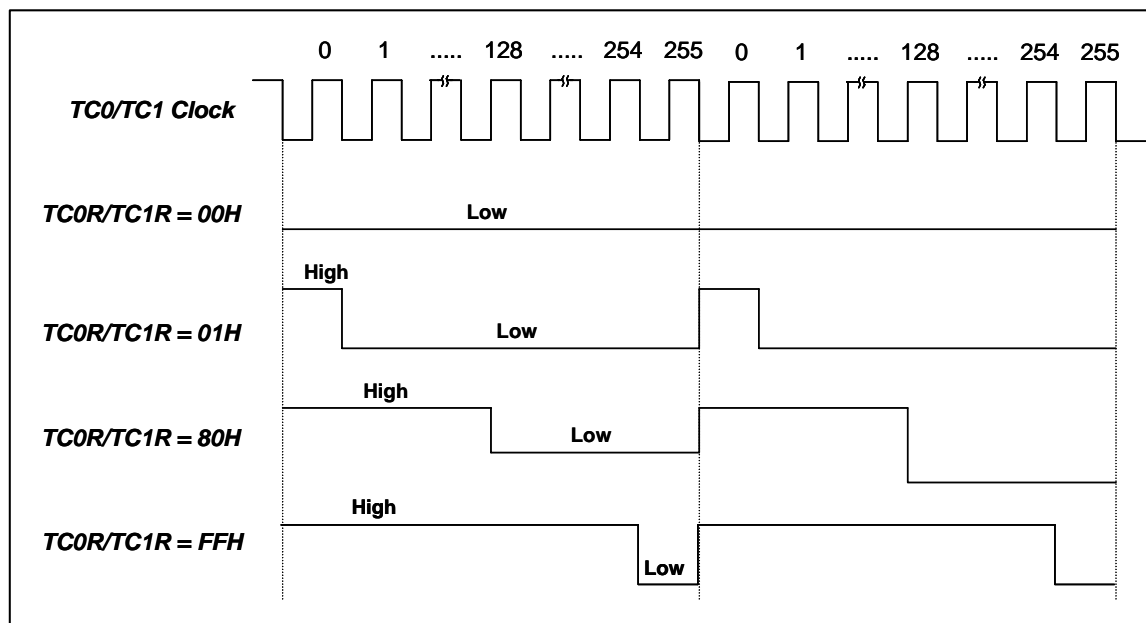 0 1 ..... 128 ..... 254 255 0 1 ..... 128 ..... 254 255
TC0/TC1 Clock
TC0R/TC1R = 00H
Low
High
TC0R/TC1R = 01H
Low
High
TC0R/TC1R = 80H
Low
High
TC0R/TC1R = FFH
Low